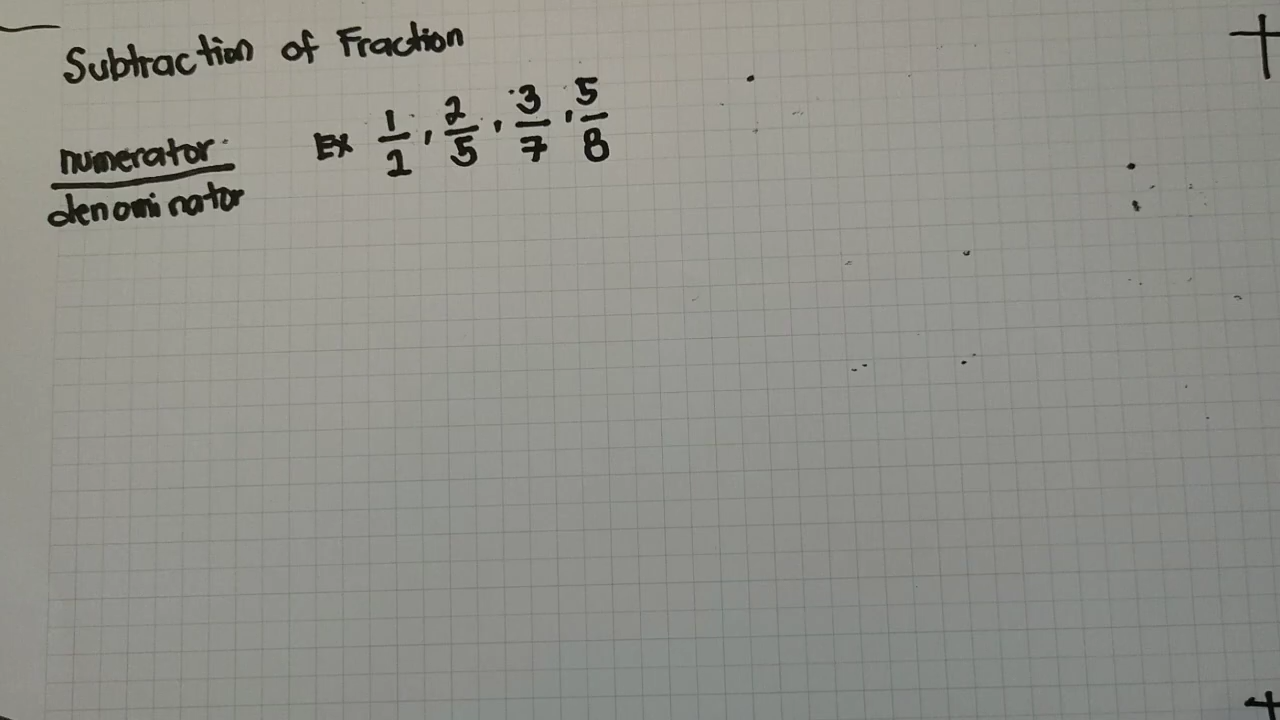 Subtraction of Fraction
numerator/denominator Ex 1/2, 2/5, 3/7, 5/8